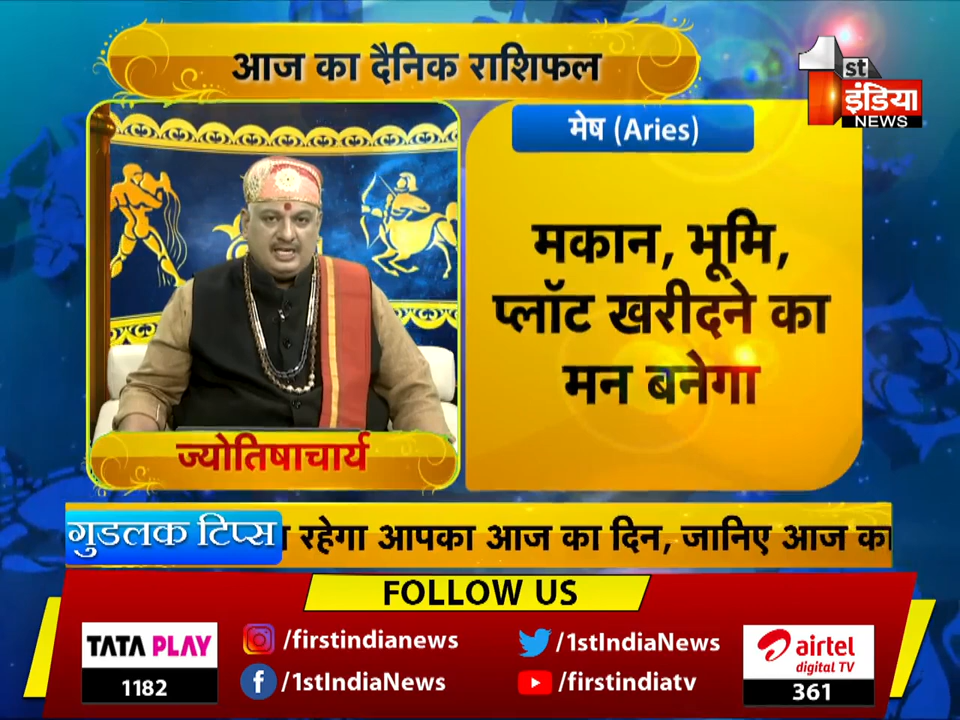 आज का दैनिक राशिफल
1st
इंडिया
NEWS
मेष (Aries)
मकान, भूमि,
प्लॉट खरीदने का
मन बनेगा
ज्योतिषाचार्य
गुडलक टिप्स
रहेगा आपका आज का दिन, जानिए आज का
FOLLOW US
TATA PLAY
1182
/firstindianews
/1stIndiaNews
/1stIndiaNews
/firstindiatv
airtel
digital TV
361